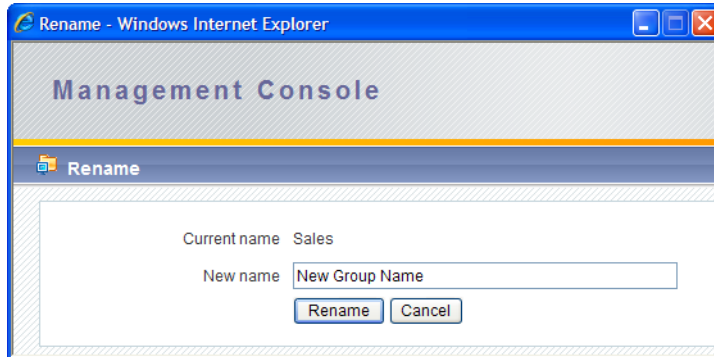 Rename - Windows Internet Explorer
Management Console
Rename
Current name Sales
New name New Group Name
Rename Cancel